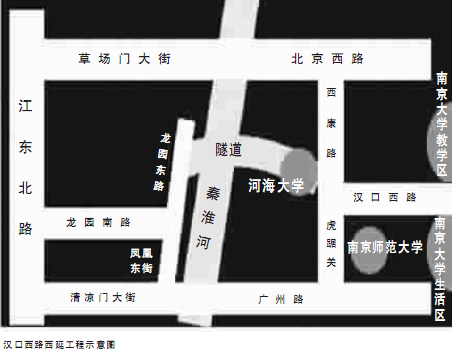 草场门大街
北京西路
南京大学教学区
江东北路
西康路
龙园东路
隧道
河海大学
汉口西路
秦淮河
龙园南路
虎踞关
南京师范大学
南京大学生活区
凤凰
东街
清凉门大街
广州路
汉口西路西延工程示意图